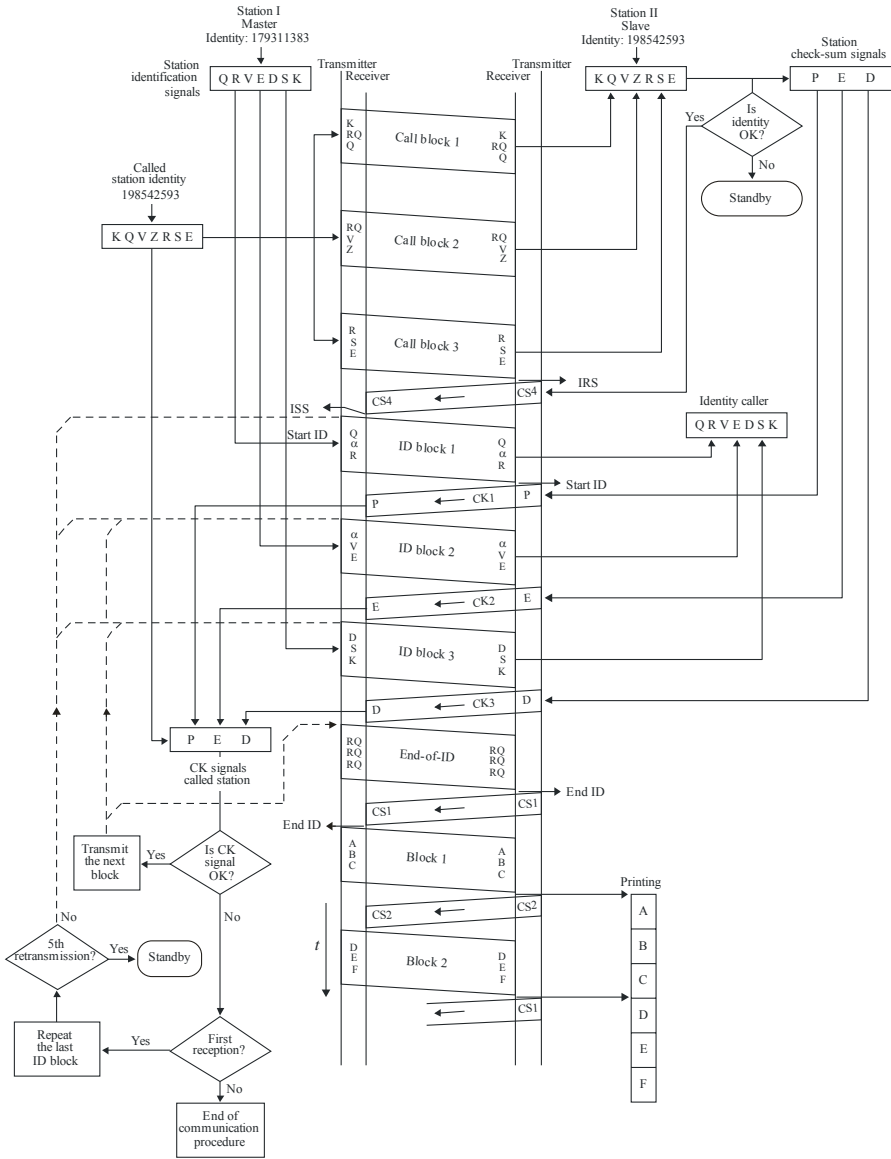 Station I
Master
Identity: 179311383
Station
identification
signals
Q R V E D S K
Transmitter
Receiver
Station II
Slave
Identity: 198542593
Receiver
Transmitter
K Q V Z R S E
Station
check-sum signals
P E D
Is
identity
OK?
Yes
No
Standby
Called
station identity
198542593
K Q V Z R S E
K
RQ
Q
Call block 1
K
RQ
Q
RQ
V
Z
Call block 2
RQ
V
Z
R
S
E
Call block 3
R
S
E
IRS
CS4
CS4
ISS
Identity caller
Q R V E D S K
Start ID
Q
α
R
ID block 1
Q
α
R
Start ID
P
CK1
P
α
V
E
ID block 2
α
V
E
E
CK2
E
D
S
K
ID block 3
D
S
K
D
CK3
D
P E D
CK signals
called station
RQ
RQ
RQ
End-of-ID
RQ
RQ
RQ
End ID
CS1
CS1
End ID
A
B
C
Block 1
A
B
C
Transmit
the next
block
Yes
Is CK
signal
OK?
No
Printing
CS2
CS2
t
D
E
F
Block 2
D
E
F
CS1
A
B
C
D
E
F
No
5th
retransmission?
Yes
Standby
Repeat
the last
ID block
Yes
First
reception?
No
End of
communication
procedure